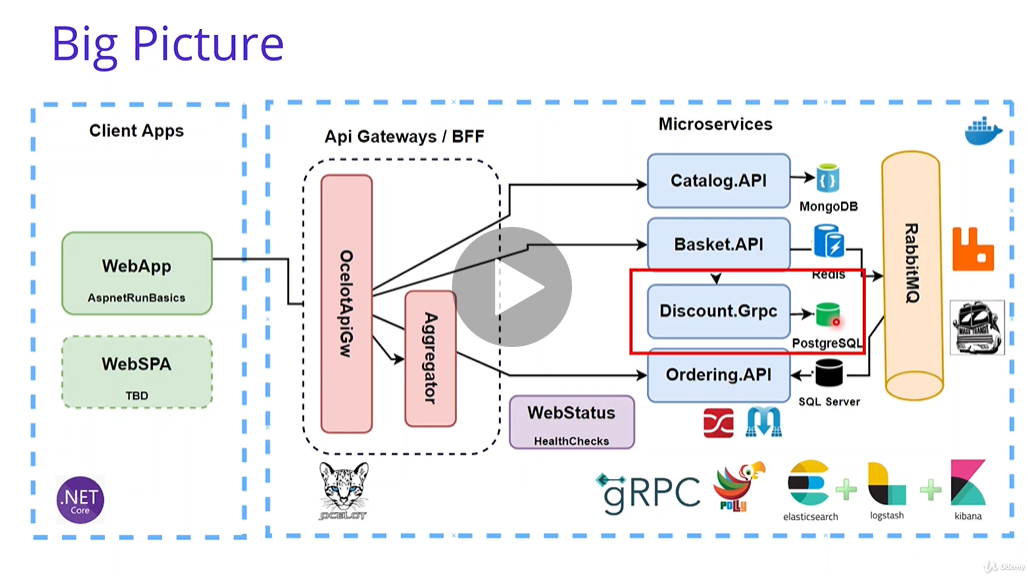 Big Picture
Client Apps
WebApp
AspnetRunBasics
WebSPA
TBD
.NET
Core
Api Gateways / BFF
OcelotApiGw
Aggregator
OCELOT
WebStatus
HealthChecks
Microservices
Catalog.API
MongoDB
Basket.API
Redis
Discount.Grpc
PostgreSQL
Ordering.API
SQL Server
RabbitMQ
MASS TRANSIT
gRPC
POLLY
elasticsearch
logstash
kibana
Udemy